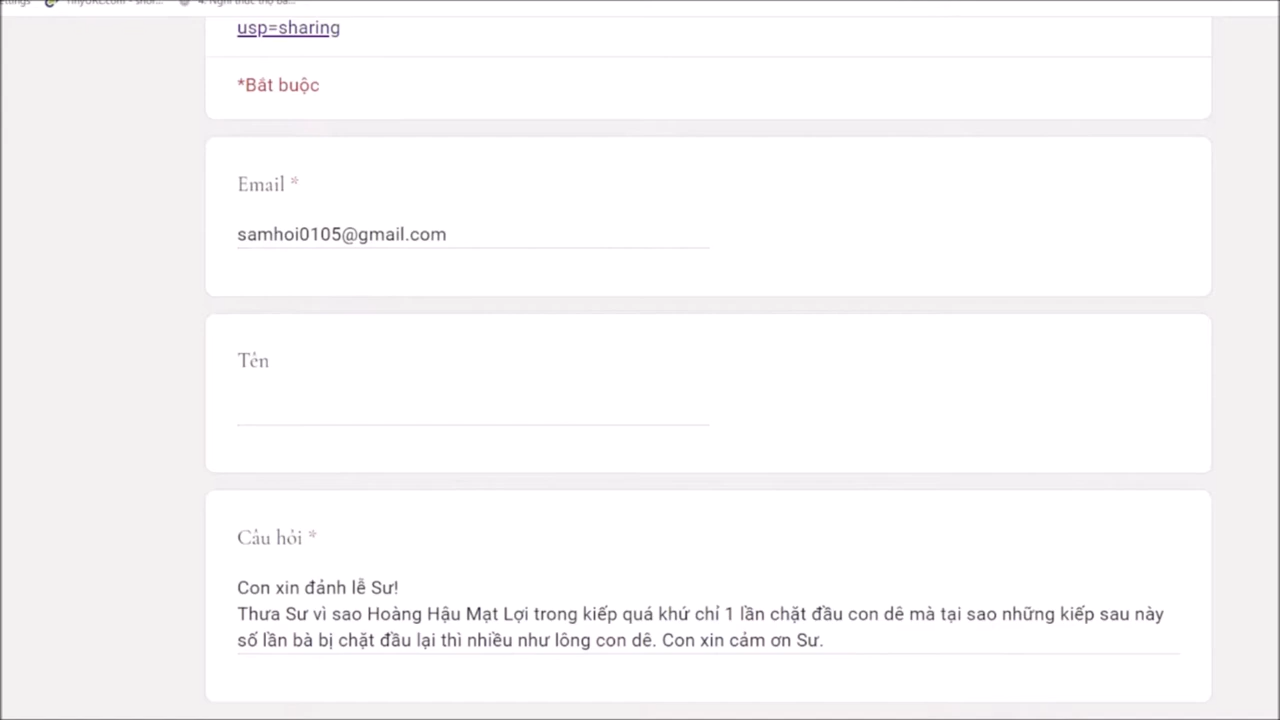 usp=sharing
*Bắt buộc
Email *
samhoi0105@gmail.com
Tên
Câu hỏi *
Con xin đảnh lễ Sư!
Thưa Sư vì sao Hoàng Hậu Mạt Lợi trong kiếp quá khứ chỉ 1 lần chặt đầu con dê mà tại sao những kiếp sau này
số lần bà bị chặt đầu lại thì nhiều như lông con dê. Con xin cảm ơn Sư.